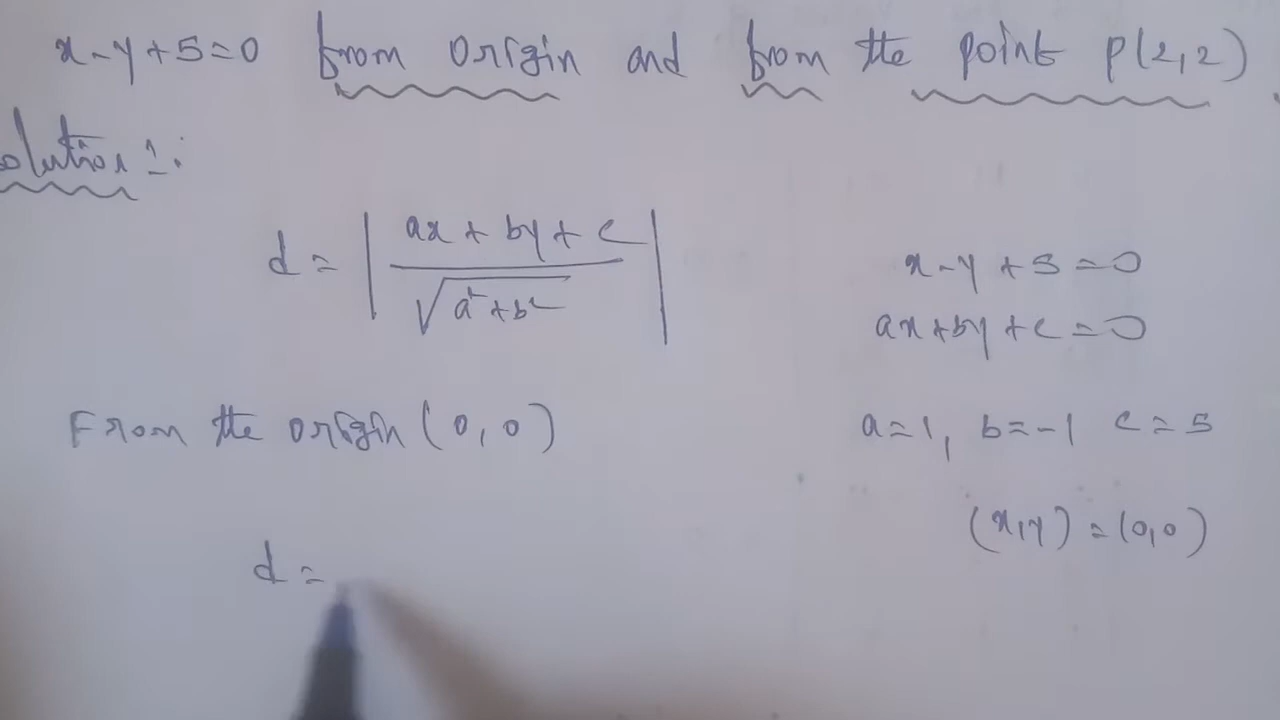 x-y+5=0 from origin and from the point P(2,2)
olution:
d = | ax + by + c / √a²+b² |
x-y+5=0
ax+by+c=0
From the origin (0,0)
a=1, b=-1 c=5
(x,y) = (0,0)
d =